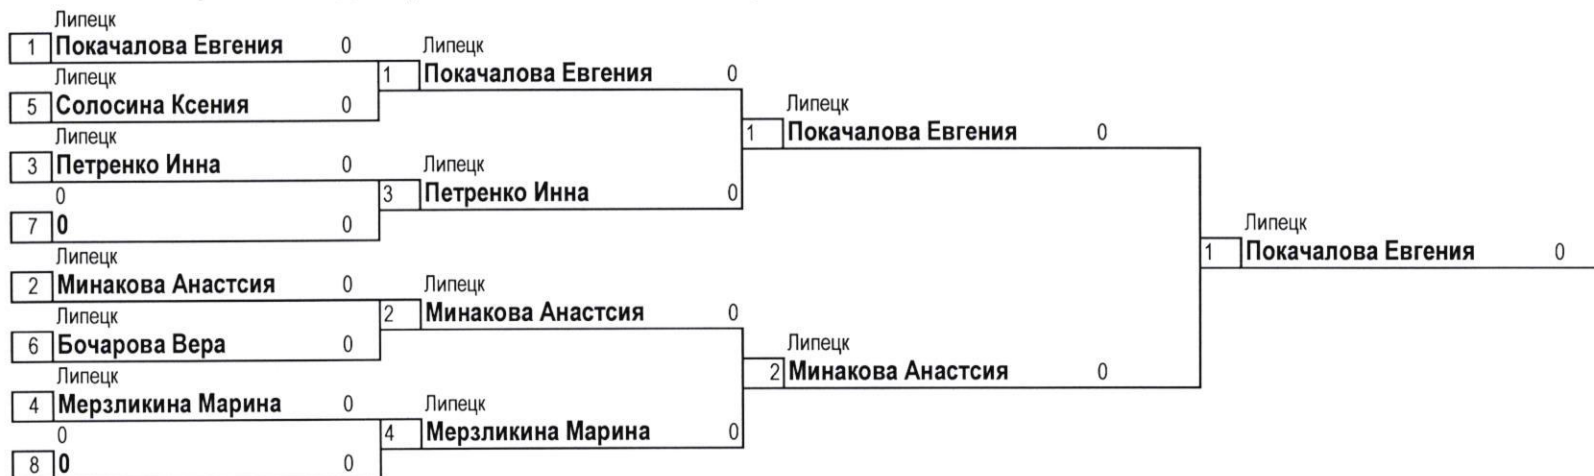 Липецк
1 Покачалова Евгения 0
Липецк
5 Солосина Ксения 0
Липецк
3 Петренко Инна 0
0
7 0 0
Липецк
2 Минакова Анастсия 0
Липецк
6 Бочарова Вера 0
Липецк
4 Мерзликина Марина 0
0
8 0 0
Липецк
1 Покачалова Евгения 0
Липецк
3 Петренко Инна 0
Липецк
2 Минакова Анастсия 0
Липецк
4 Мерзликина Марина 0
Липецк
1 Покачалова Евгения 0
Липецк
2 Минакова Анастсия 0
Липецк
1 Покачалова Евгения 0